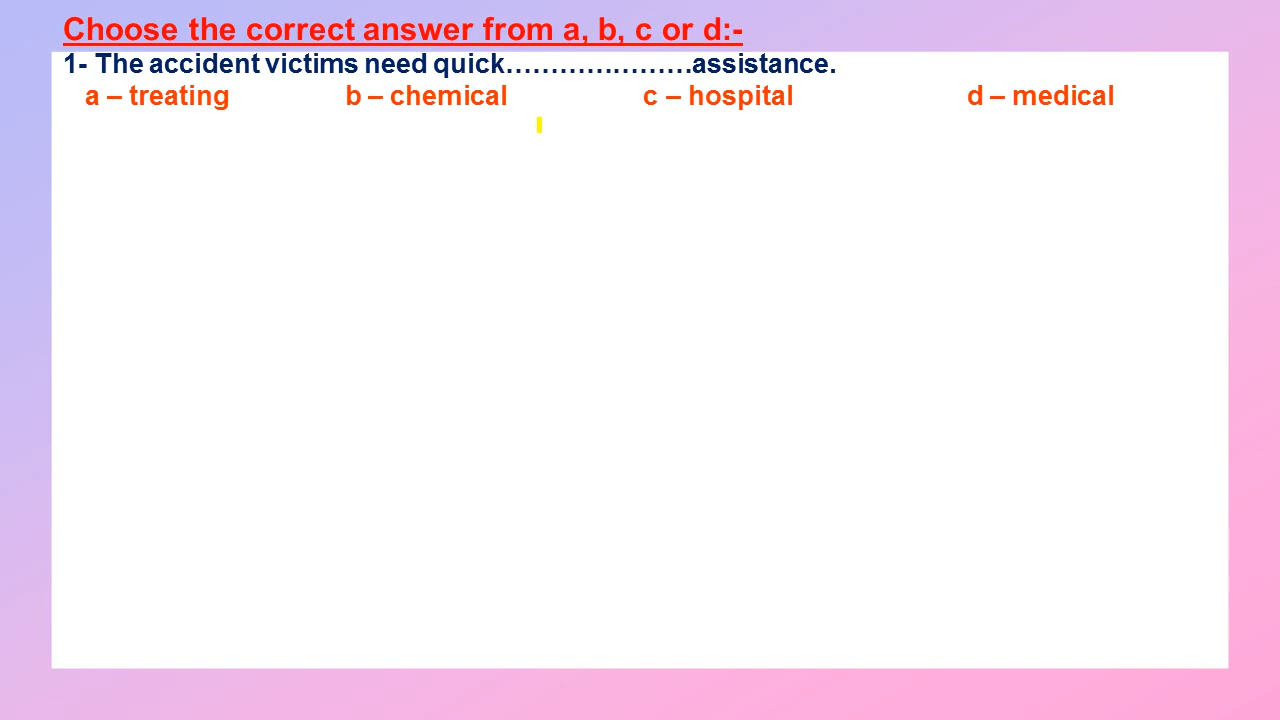 Choose the correct answer from a, b, c or d:-
1- The accident victims need quick…………………assistance.
a – treating b – chemical c – hospital d – medical